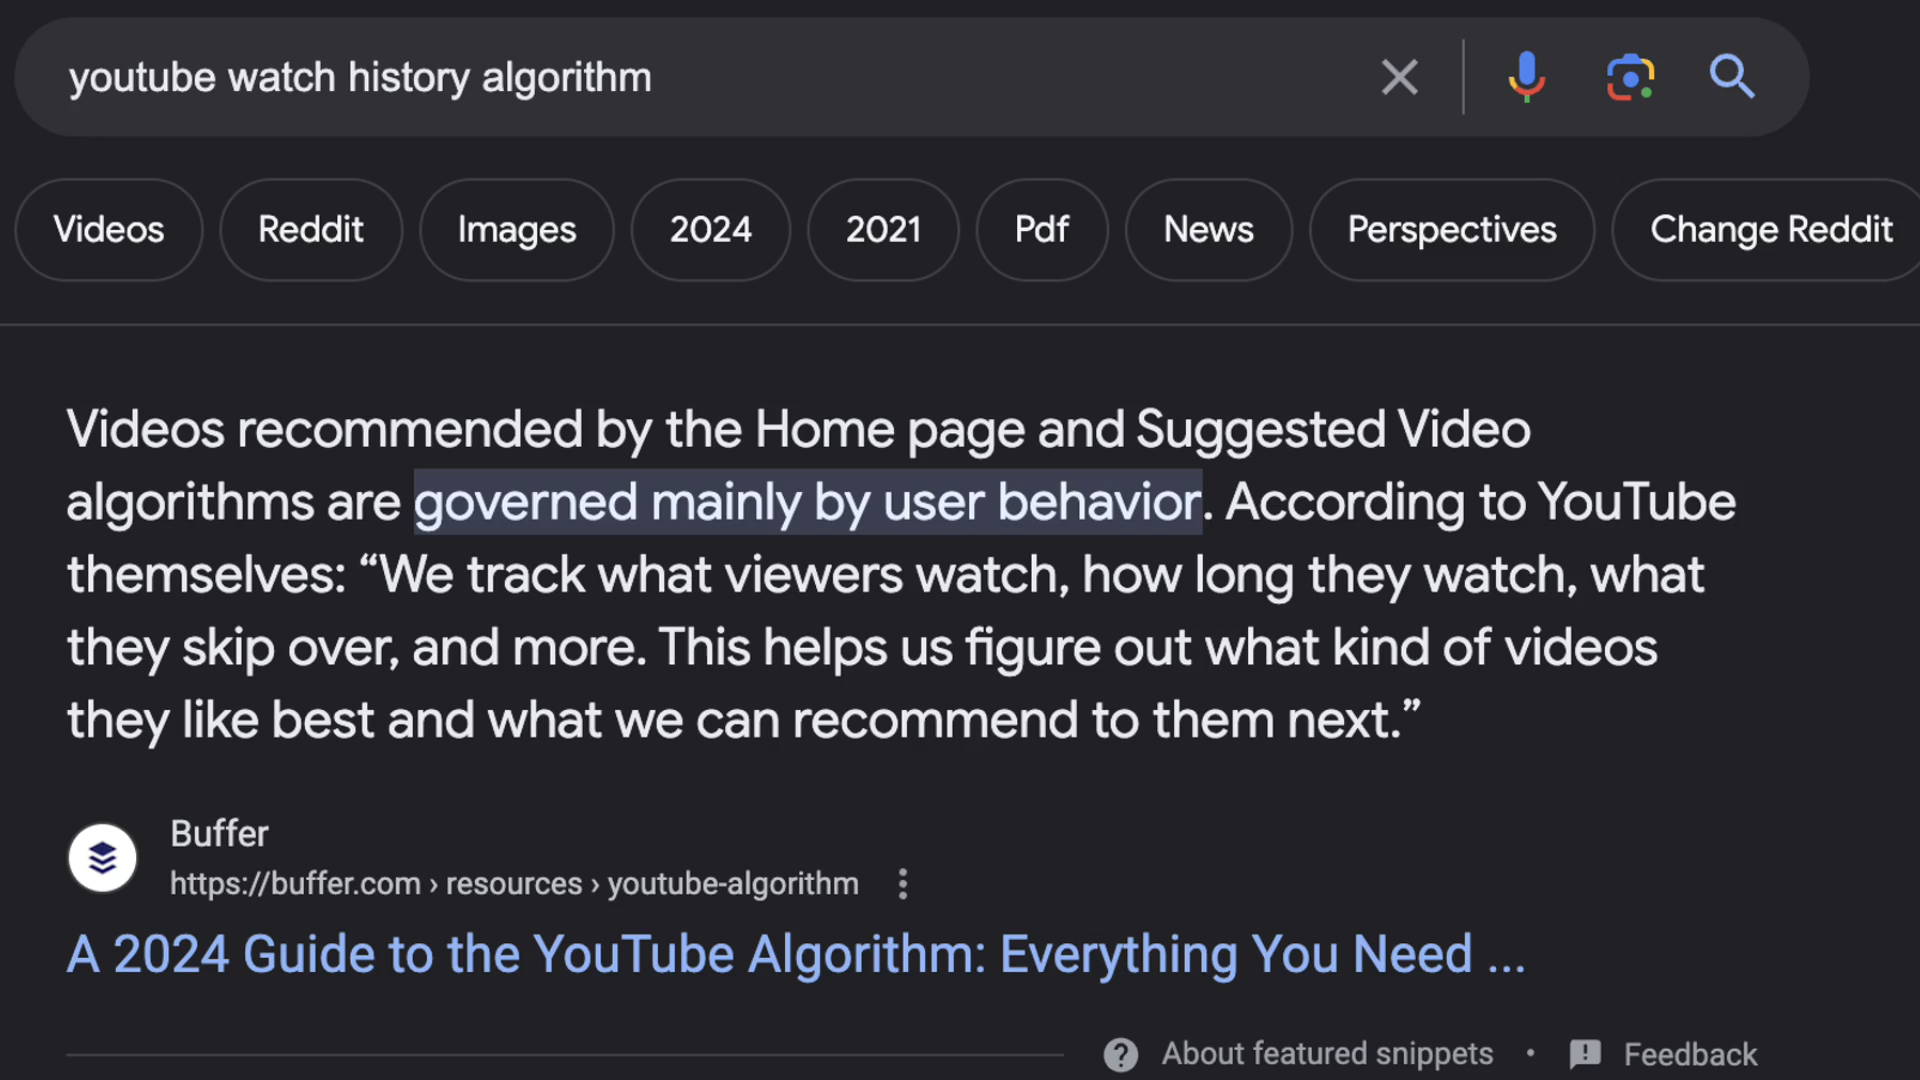 youtube watch history algorithm
Videos Reddit Images 2024 2021 Pdf News Perspectives Change Reddit
Videos recommended by the Home page and Suggested Video
algorithms are governed mainly by user behavior. According to YouTube
themselves: “We track what viewers watch, how long they watch, what
they skip over, and more. This helps us figure out what kind of videos
they like best and what we can recommend to them next.”
Buffer
https://buffer.com › resources › youtube-algorithm
A 2024 Guide to the YouTube Algorithm: Everything You Need ...
About featured snippets • Feedback